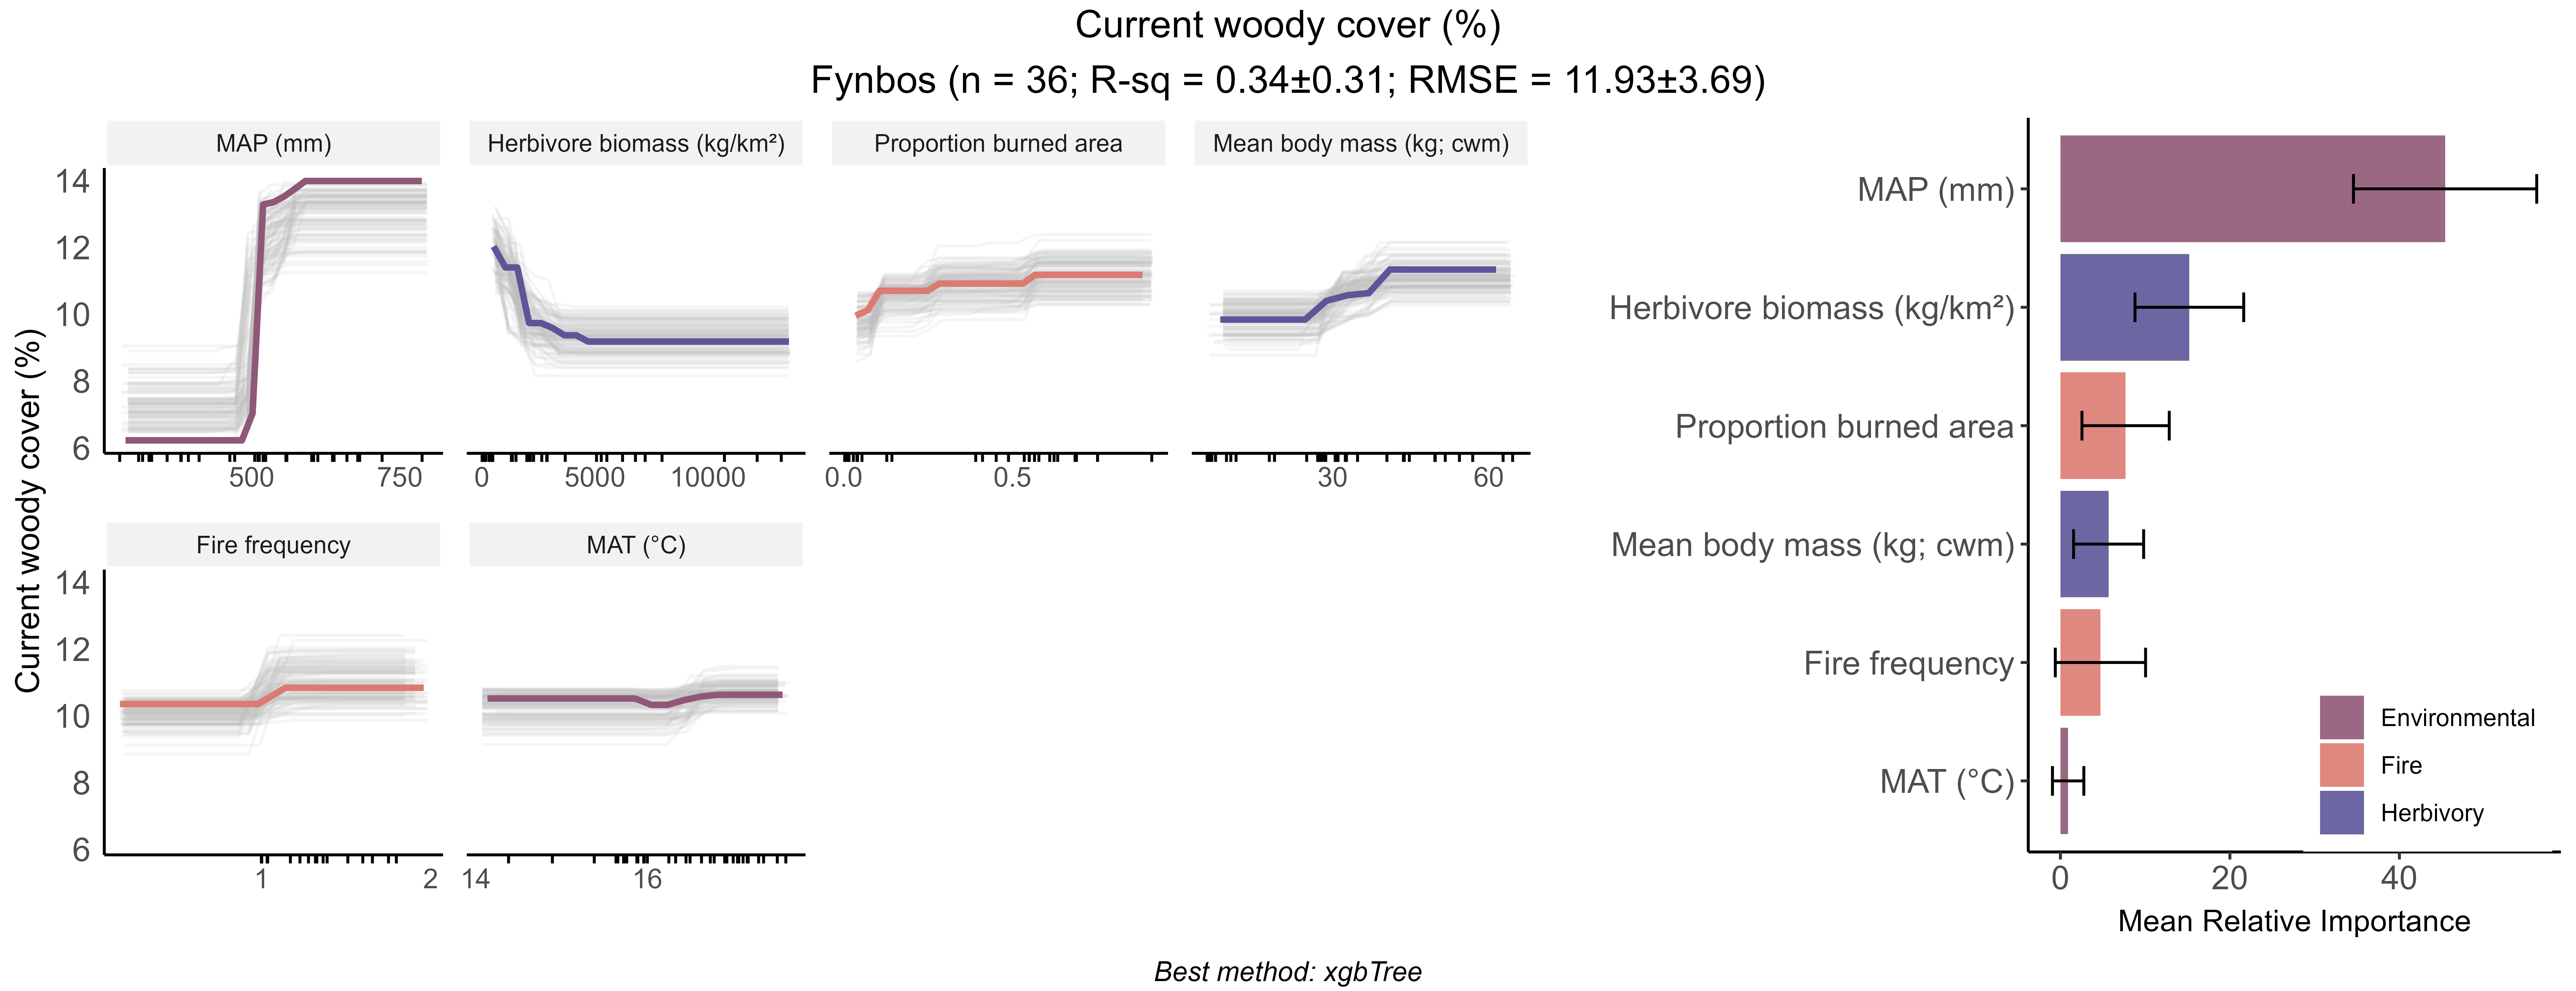 Current woody cover (%)
Fynbos (n = 36; R-sq = 0.34±0.31; RMSE = 11.93±3.69)
Current woody cover (%)
MAP (mm)
14
12
10
8
6
500 750
Herbivore biomass (kg/km²)
0 5000 10000
Proportion burned area
0.0 0.5
Mean body mass (kg; cwm)
30 60
Fire frequency
14
12
10
8
6
1 2
MAT (°C)
14 16
MAP (mm)
Herbivore biomass (kg/km²)
Proportion burned area
Mean body mass (kg; cwm)
Fire frequency
MAT (°C)
Environmental
Fire
Herbivory
0 20 40
Mean Relative Importance
Best method: xgbTree